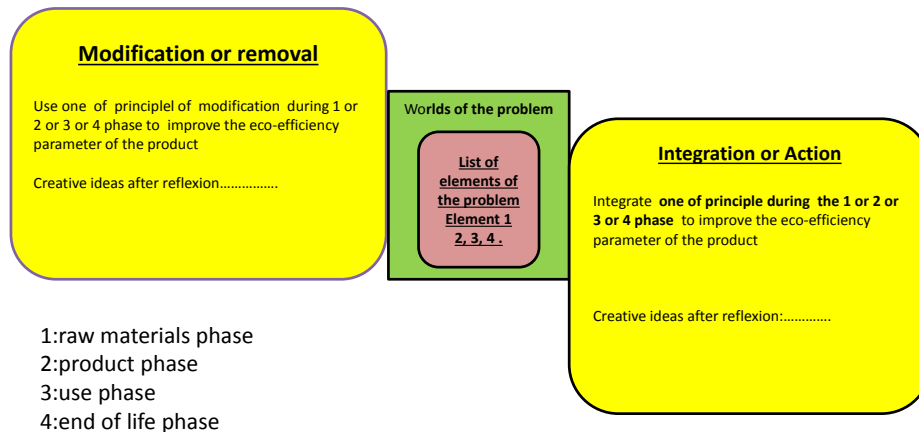 Modification or removal
Use one of principlel of modification during 1 or
2 or 3 or 4 phase to improve the eco-efficiency
parameter of the product
Creative ideas after reflexion................
Worlds of the problem
List of
elements of
the problem
Element 1
2, 3, 4 .
Integration or Action
Integrate one of principle during the 1 or 2 or
3 or 4 phase to improve the eco-efficiency
parameter of the product
Creative ideas after reflexion:.............
1:raw materials phase
2:product phase
3:use phase
4:end of life phase